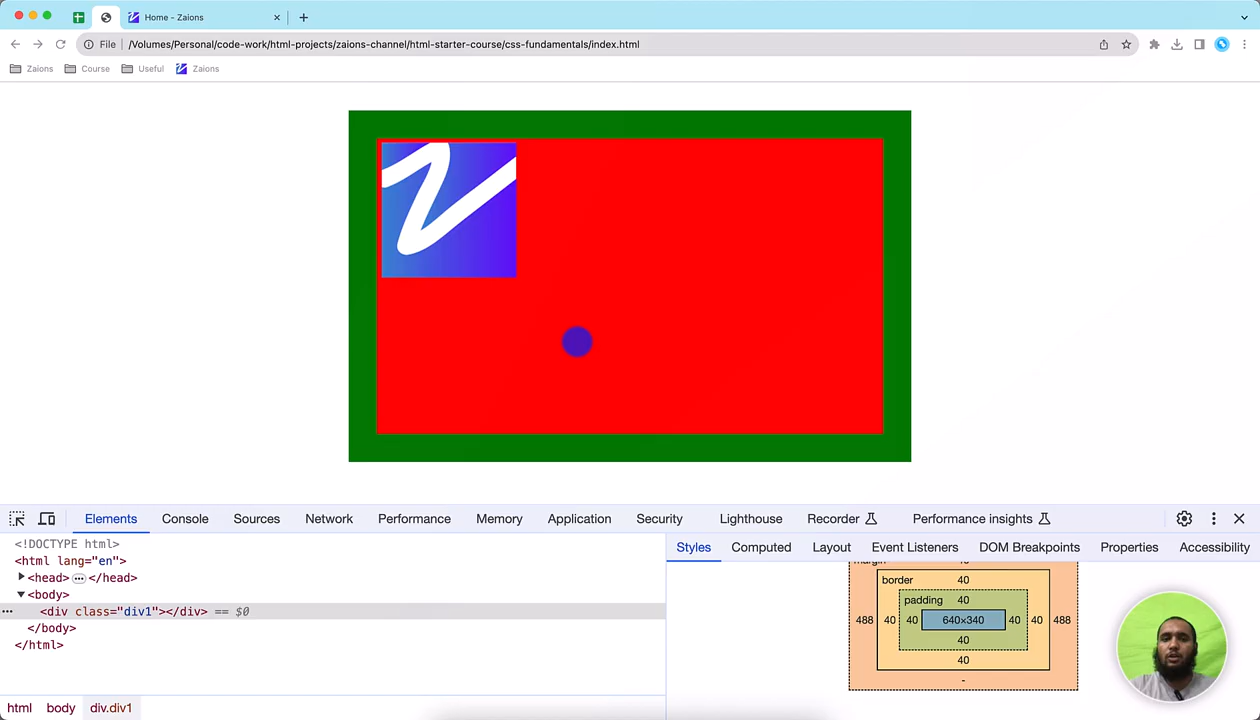 Home - Zaions
File /Volumes/Personal/code-work/html-projects/zaions-channel/html-starter-course/css-fundamentals/index.html
Zaions Course Useful Zaions
Elements Console Sources Network Performance Memory Application Security Lighthouse Recorder Performance insights
<!DOCTYPE html>
<html lang="en">
<head> ••• </head>
<body>
<div class="div1"></div> == $0
</body>
</html>
html body div.div1
Styles Computed Layout Event Listeners DOM Breakpoints Properties Accessibility
margin 40
border 40
padding 40
488 40 40 640×340 40 40 488
40
40
-